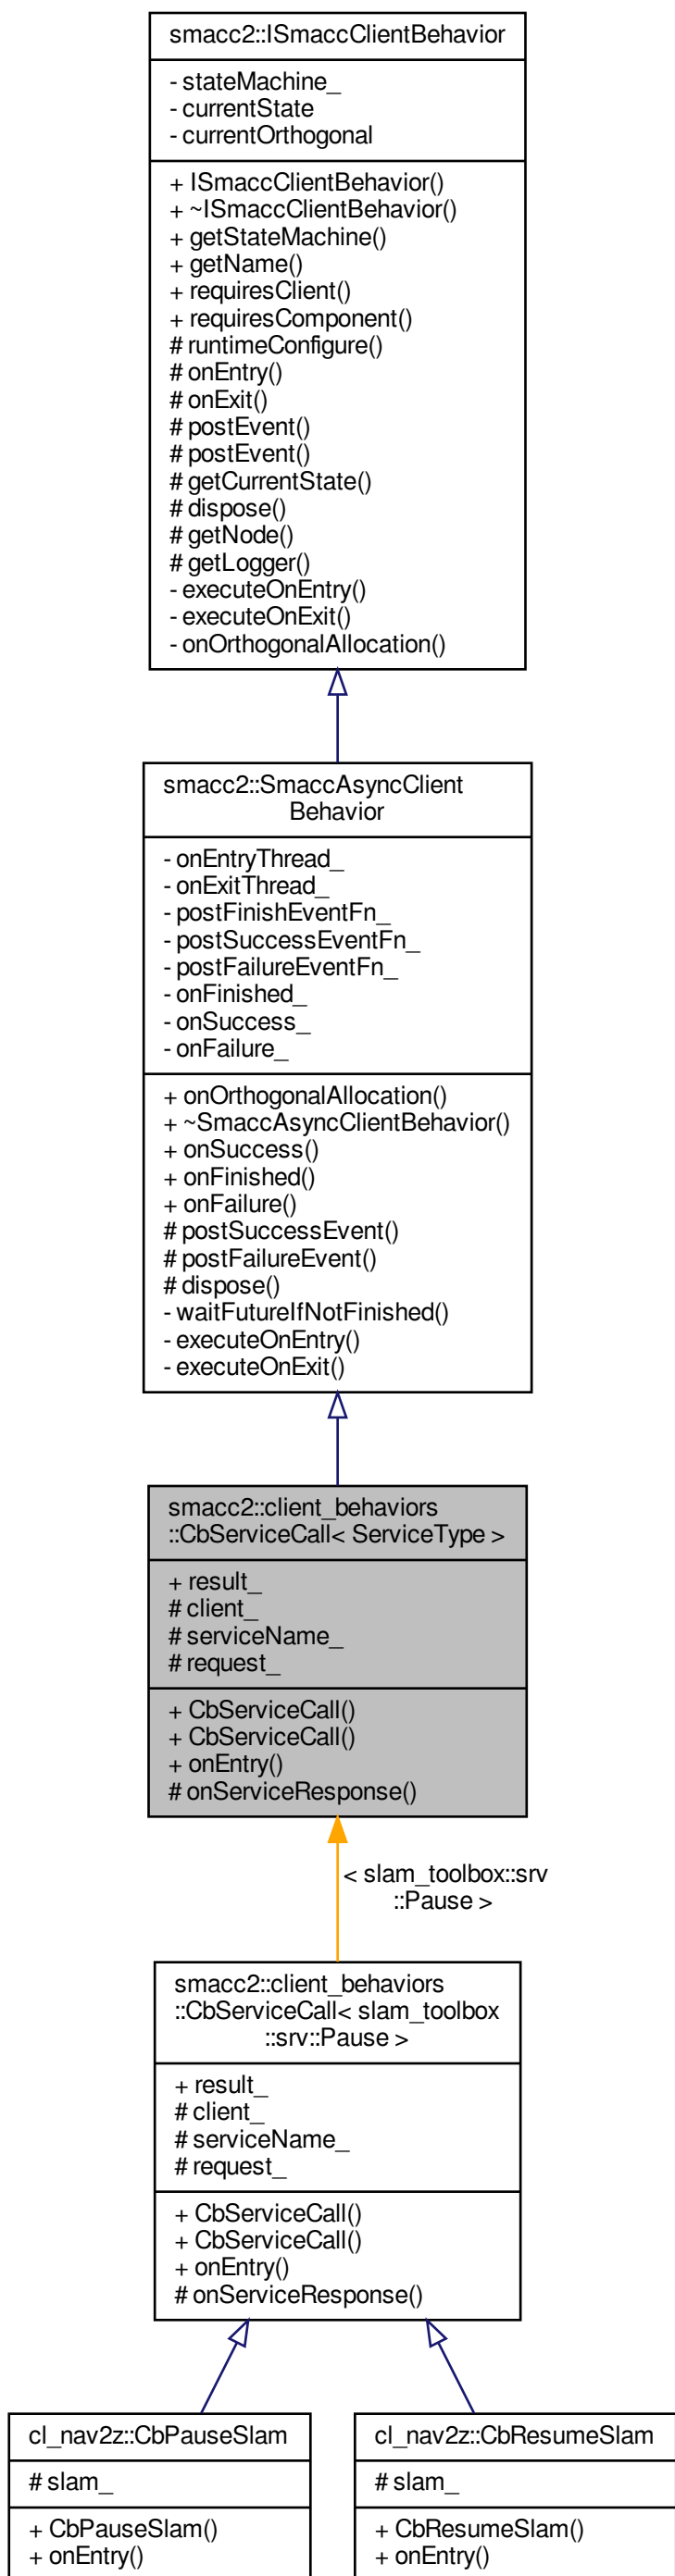 smacc2::ISmaccClientBehavior
- stateMachine_
- currentState
- currentOrthogonal
+ ISmaccClientBehavior()
+ ~ISmaccClientBehavior()
+ getStateMachine()
+ getName()
+ requiresClient()
+ requiresComponent()
# runtimeConfigure()
# onEntry()
# onExit()
# postEvent()
# postEvent()
# getCurrentState()
# dispose()
# getNode()
# getLogger()
- executeOnEntry()
- executeOnExit()
- onOrthogonalAllocation()
smacc2::SmaccAsyncClient
Behavior
- onEntryThread_
- onExitThread_
- postFinishEventFn_
- postSuccessEventFn_
- postFailureEventFn_
- onFinished_
- onSuccess_
- onFailure_
+ onOrthogonalAllocation()
+ ~SmaccAsyncClientBehavior()
+ onSuccess()
+ onFinished()
+ onFailure()
# postSuccessEvent()
# postFailureEvent()
# dispose()
- waitFutureIfNotFinished()
- executeOnEntry()
- executeOnExit()
smacc2::client_behaviors
::CbServiceCall< ServiceType >
+ result_
# client_
# serviceName_
# request_
+ CbServiceCall()
+ CbServiceCall()
+ onEntry()
# onServiceResponse()
< slam_toolbox::srv
::Pause >
smacc2::client_behaviors
::CbServiceCall< slam_toolbox
::srv::Pause >
+ result_
# client_
# serviceName_
# request_
+ CbServiceCall()
+ CbServiceCall()
+ onEntry()
# onServiceResponse()
cl_nav2z::CbPauseSlam
# slam_
+ CbPauseSlam()
+ onEntry()
cl_nav2z::CbResumeSlam
# slam_
+ CbResumeSlam()
+ onEntry()